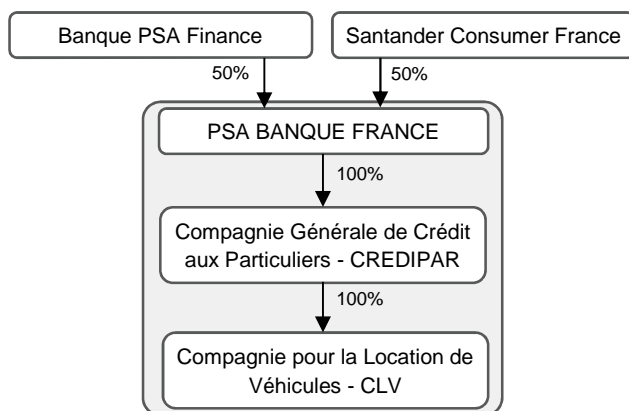 Banque PSA Finance
Santander Consumer France
50%
50%
PSA BANQUE FRANCE
100%
Compagnie Générale de Crédit
aux Particuliers - CREDIPAR
100%
Compagnie pour la Location de
Véhicules - CLV